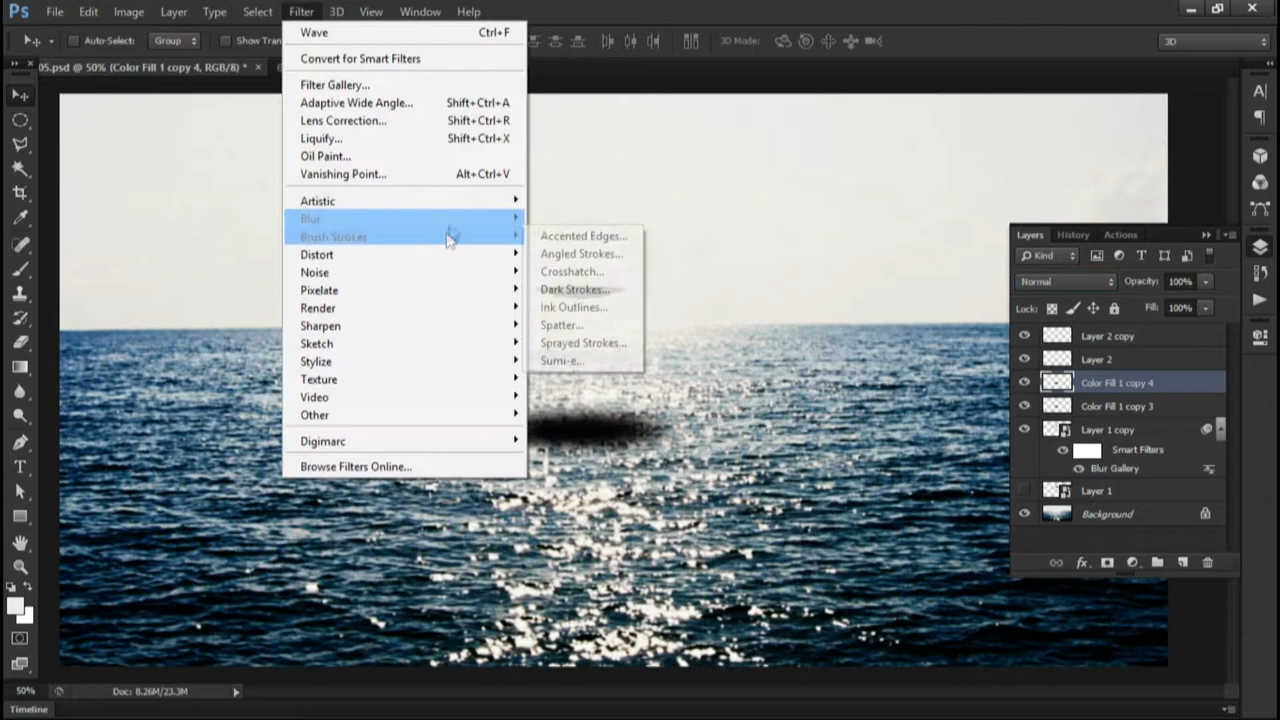 Ps File Edit Image Layer Type Select Filter 3D View Window Help
Auto-Select: Group Show Tran 3D Mode: 3D
05.psd @ 50% (Color Fill 1 copy 4, RGB/8) *
Wave Ctrl+F
Convert for Smart Filters
Filter Gallery...
Adaptive Wide Angle... Shift+Ctrl+A
Lens Correction... Shift+Ctrl+R
Liquify... Shift+Ctrl+X
Oil Paint...
Vanishing Point... Alt+Ctrl+V
Artistic
Blur
Brush Strokes
Distort
Noise
Pixelate
Render
Sharpen
Sketch
Stylize
Texture
Video
Other
Digimarc
Browse Filters Online...
Accented Edges...
Angled Strokes...
Crosshatch...
Dark Strokes...
Ink Outlines...
Spatter...
Sprayed Strokes...
Sumi-e...
Layers History Actions
Kind
Normal Opacity: 100%
Lock: Fill: 100%
Layer 2 copy
Layer 2
Color Fill 1 copy 4
Color Fill 1 copy 3
Layer 1 copy
Smart Filters
Blur Gallery
Layer 1
Background
fx
50% Doc: 8.26M/23.3M
Timeline